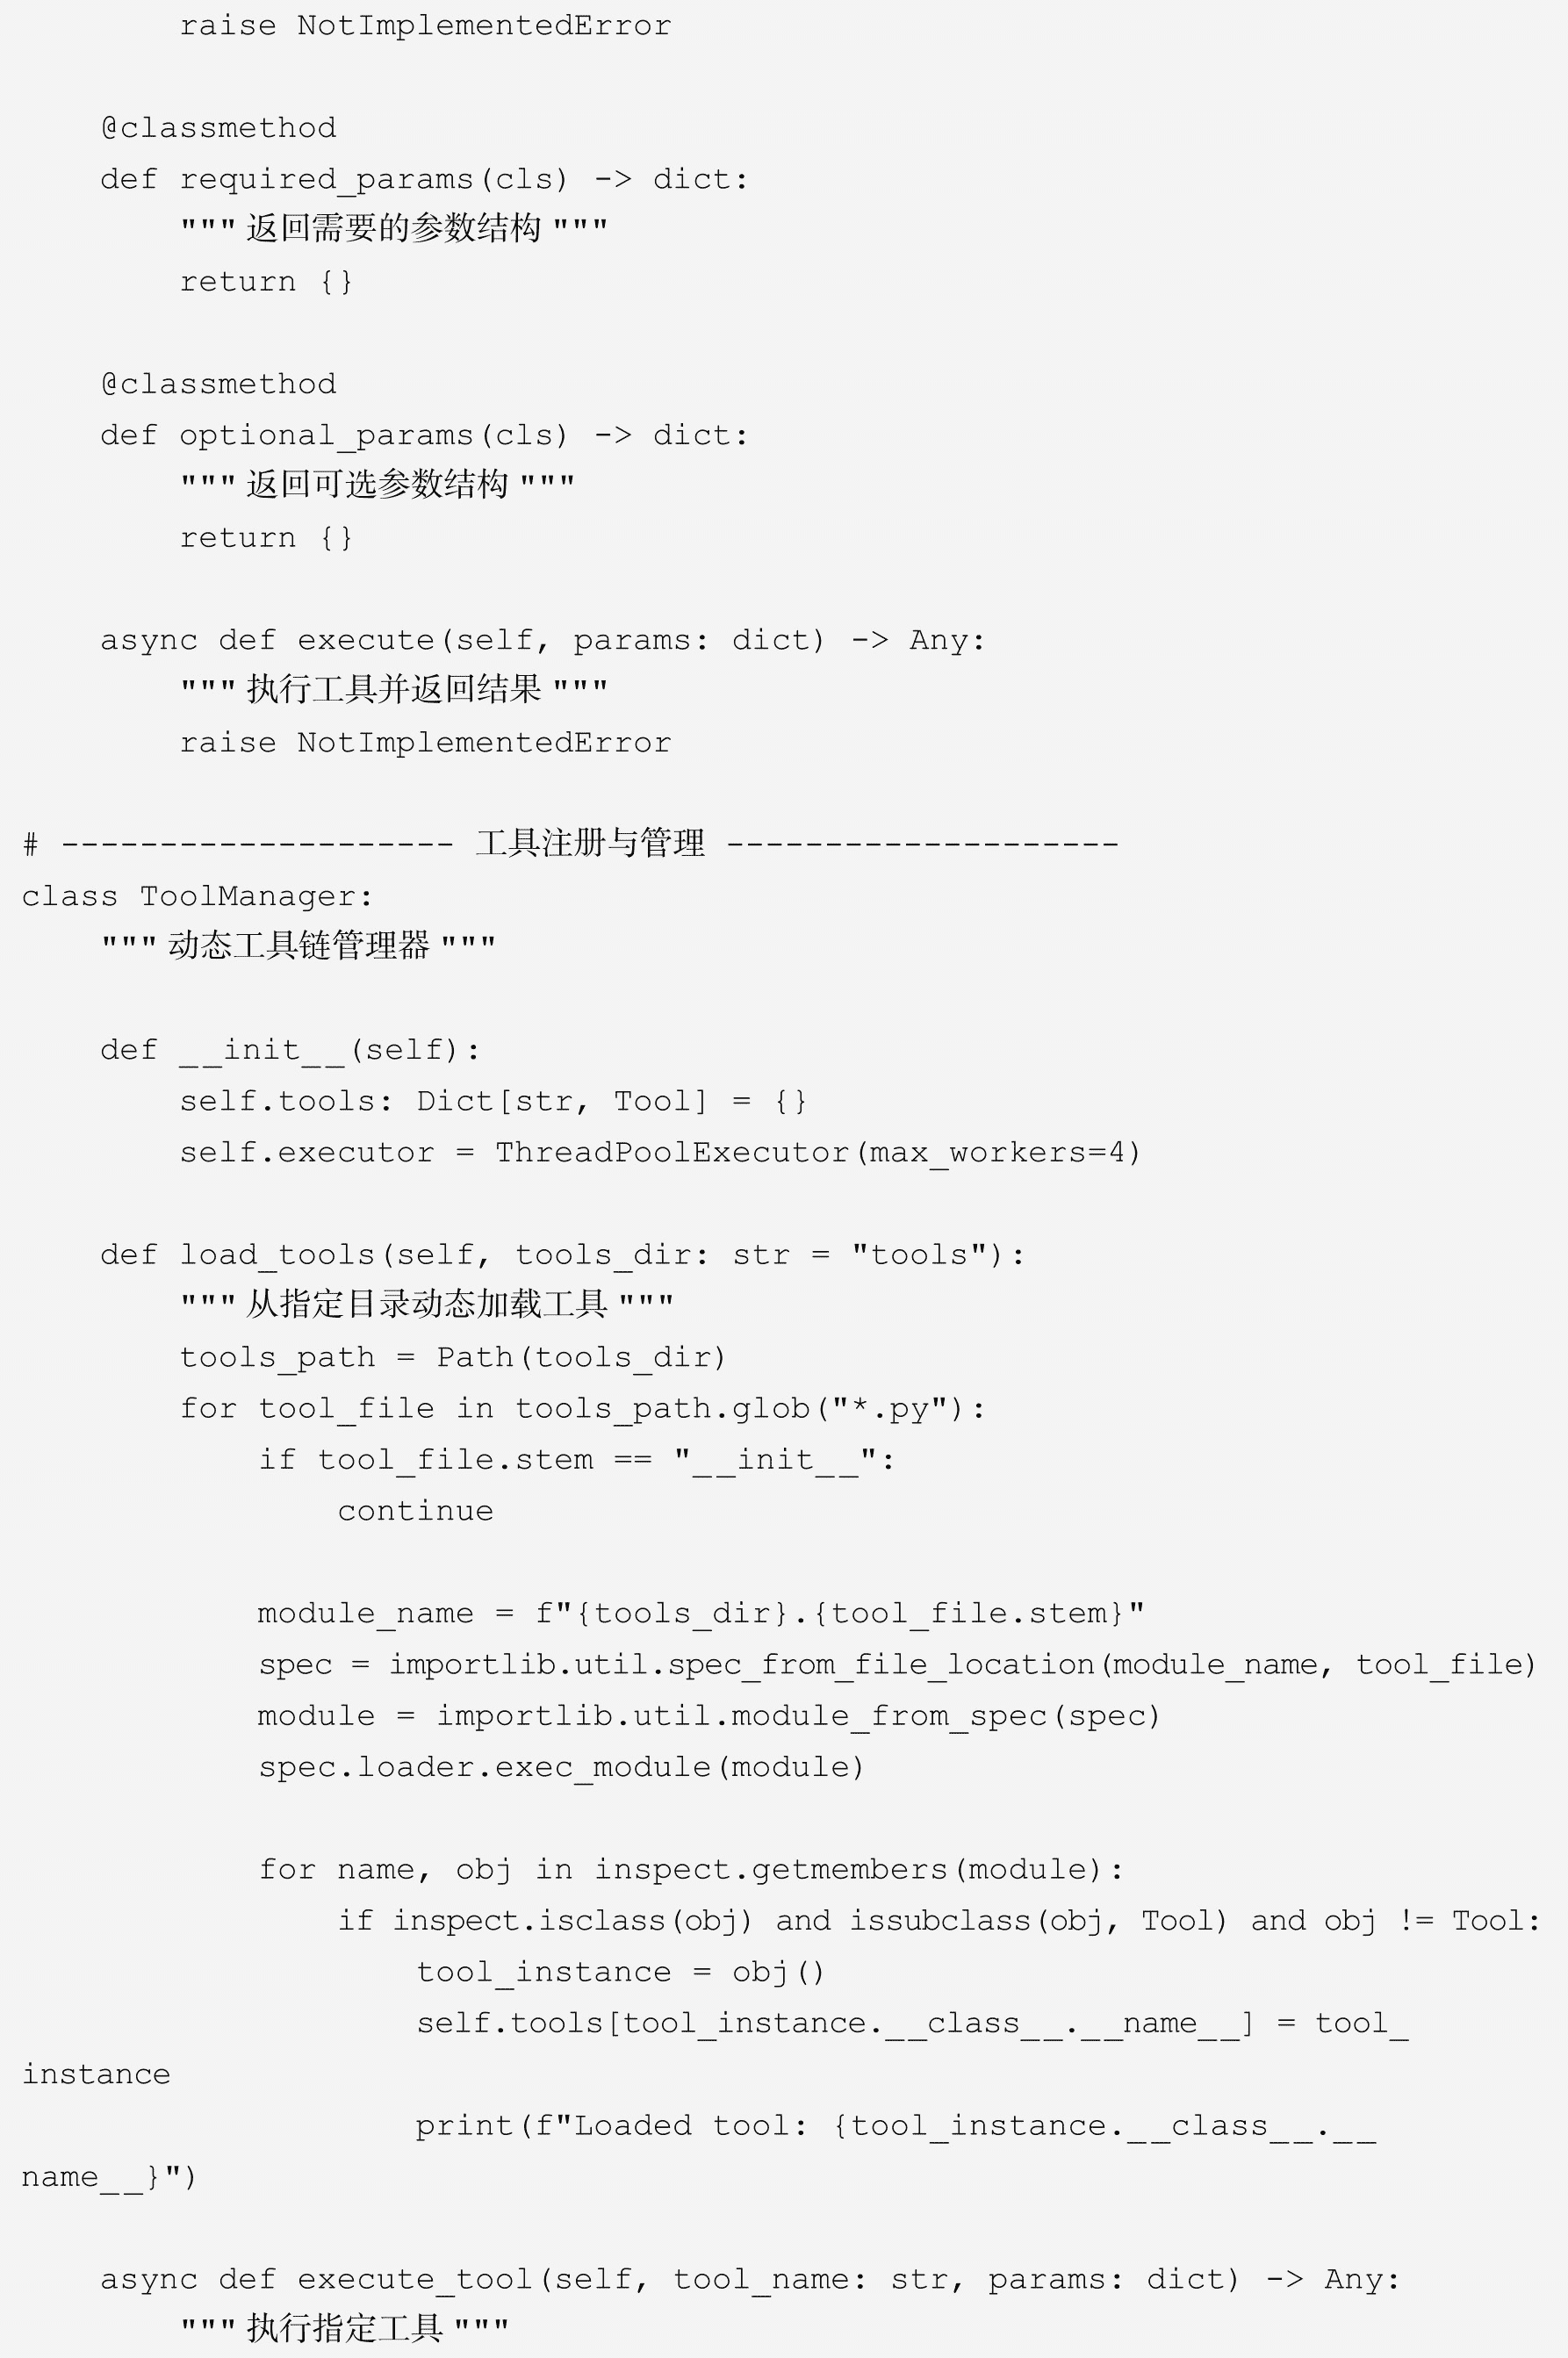 raise NotImplementedError

    @classmethod
    def required_params(cls) -> dict:
        """ 返回需要的参数结构 """
        return {}

    @classmethod
    def optional_params(cls) -> dict:
        """ 返回可选参数结构 """
        return {}

    async def execute(self, params: dict) -> Any:
        """ 执行工具并返回结果 """
        raise NotImplementedError

# -------------------- 工具注册与管理 --------------------
class ToolManager:
    """ 动态工具链管理器 """

    def __init__(self):
        self.tools: Dict[str, Tool] = {}
        self.executor = ThreadPoolExecutor(max_workers=4)

    def load_tools(self, tools_dir: str = "tools"):
        """ 从指定目录动态加载工具 """
        tools_path = Path(tools_dir)
        for tool_file in tools_path.glob("*.py"):
            if tool_file.stem == "__init__":
                continue

            module_name = f"{tools_dir}.{tool_file.stem}"
            spec = importlib.util.spec_from_file_location(module_name, tool_file)
            module = importlib.util.module_from_spec(spec)
            spec.loader.exec_module(module)

            for name, obj in inspect.getmembers(module):
                if inspect.isclass(obj) and issubclass(obj, Tool) and obj != Tool:
                    tool_instance = obj()
                    self.tools[tool_instance.__class__.__name__] = tool_
instance
                    print(f"Loaded tool: {tool_instance.__class__.__
name__}")

    async def execute_tool(self, tool_name: str, params: dict) -> Any:
        """ 执行指定工具 """